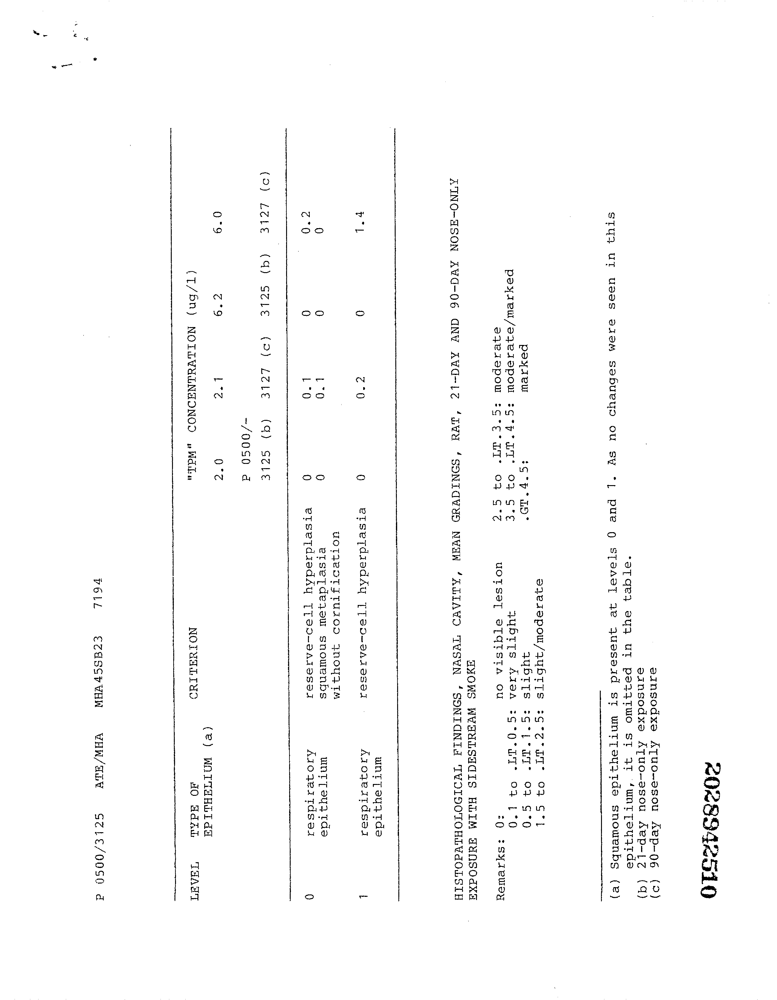 P 0500/3125 ATE/MHA MHA45SB23 7194
LEVEL TYPE OF CRITERION "TPM" CONCENTRATION (ug/l)
EPITHELIUM (a)
2.0 2.1 6.2 6.0
P 0500/-
3125 (b) 3127 (c) 3125 (b) 3127 (c)
0 respiratory reserve-cell hyperplasia 0 0.1 0 0.2
epithelium squamous metaplasia 0 0.1 0 0
without cornification
1 respiratory reserve-cell hyperplasia 0 0.2 0 1.4
epithelium
HISTOPATHOLOGICAL FINDINGS, NASAL CAVITY, MEAN GRADINGS, RAT, 21-DAY AND 90-DAY NOSE-ONLY
EXPOSURE WITH SIDESTREAM SMOKE
Remarks: 0: no visible lesion 2.5 to .LT.3.5: moderate
0.1 to .LT.0.5: very slight 3.5 to .LT.4.5: moderate/marked
0.5 to .LT.1.5: slight .GT.4.5: marked
1.5 to .LT.2.5: slight/moderate
(a) Squamous epithelium is present at levels 0 and 1. As no changes were seen in this
epithelium, it is omitted in the table.
(b) 21-day nose-only exposure
(c) 90-day nose-only exposure
2028942510